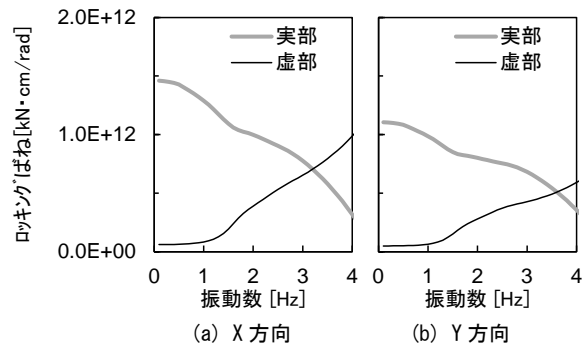 ロッキングばね[kN・cm/rad]
2.0E+12
1.0E+12
0.0E+00
実部
虚部
0 1 2 3 4
振動数 [Hz]
(a) X 方向
実部
虚部
0 1 2 3 4
振動数 [Hz]
(b) Y 方向